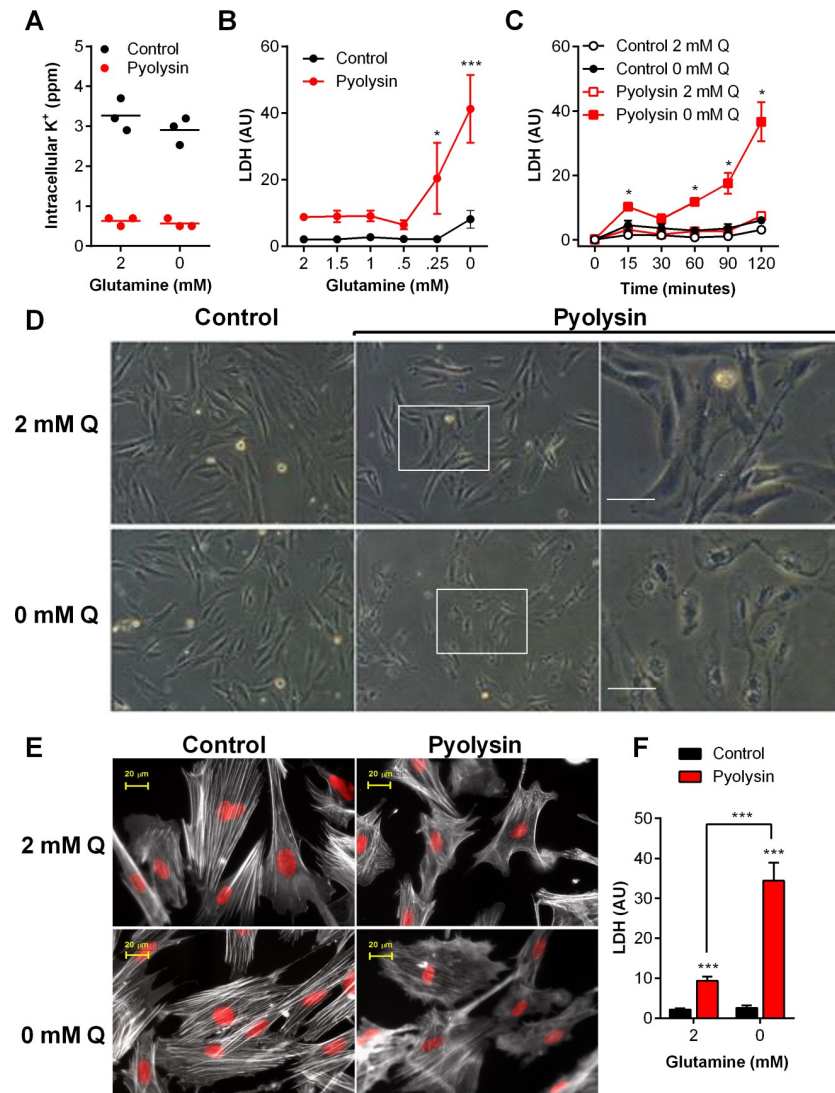 A
Control
Pyolysin
Intracellular K+ (ppm)
5
4
3
2
1
0
2 0
Glutamine (mM)
B
Control
Pyolysin
LDH (AU)
60
40
20
0
*
***
2 1.5 1 .5 .25 0
Glutamine (mM)
C
Control 2 mM Q
Control 0 mM Q
Pyolysin 2 mM Q
Pyolysin 0 mM Q
LDH (AU)
60
40
20
0
* * * *
0 15 30 60 90 120
Time (minutes)
D
Control Pyolysin
2 mM Q
0 mM Q
E
Control Pyolysin
2 mM Q
20 μm 20 μm
0 mM Q
20 μm 20 μm
F
Control
Pyolysin
LDH (AU)
50
40
30
20
10
0
***
***
***
2 0
Glutamine (mM)